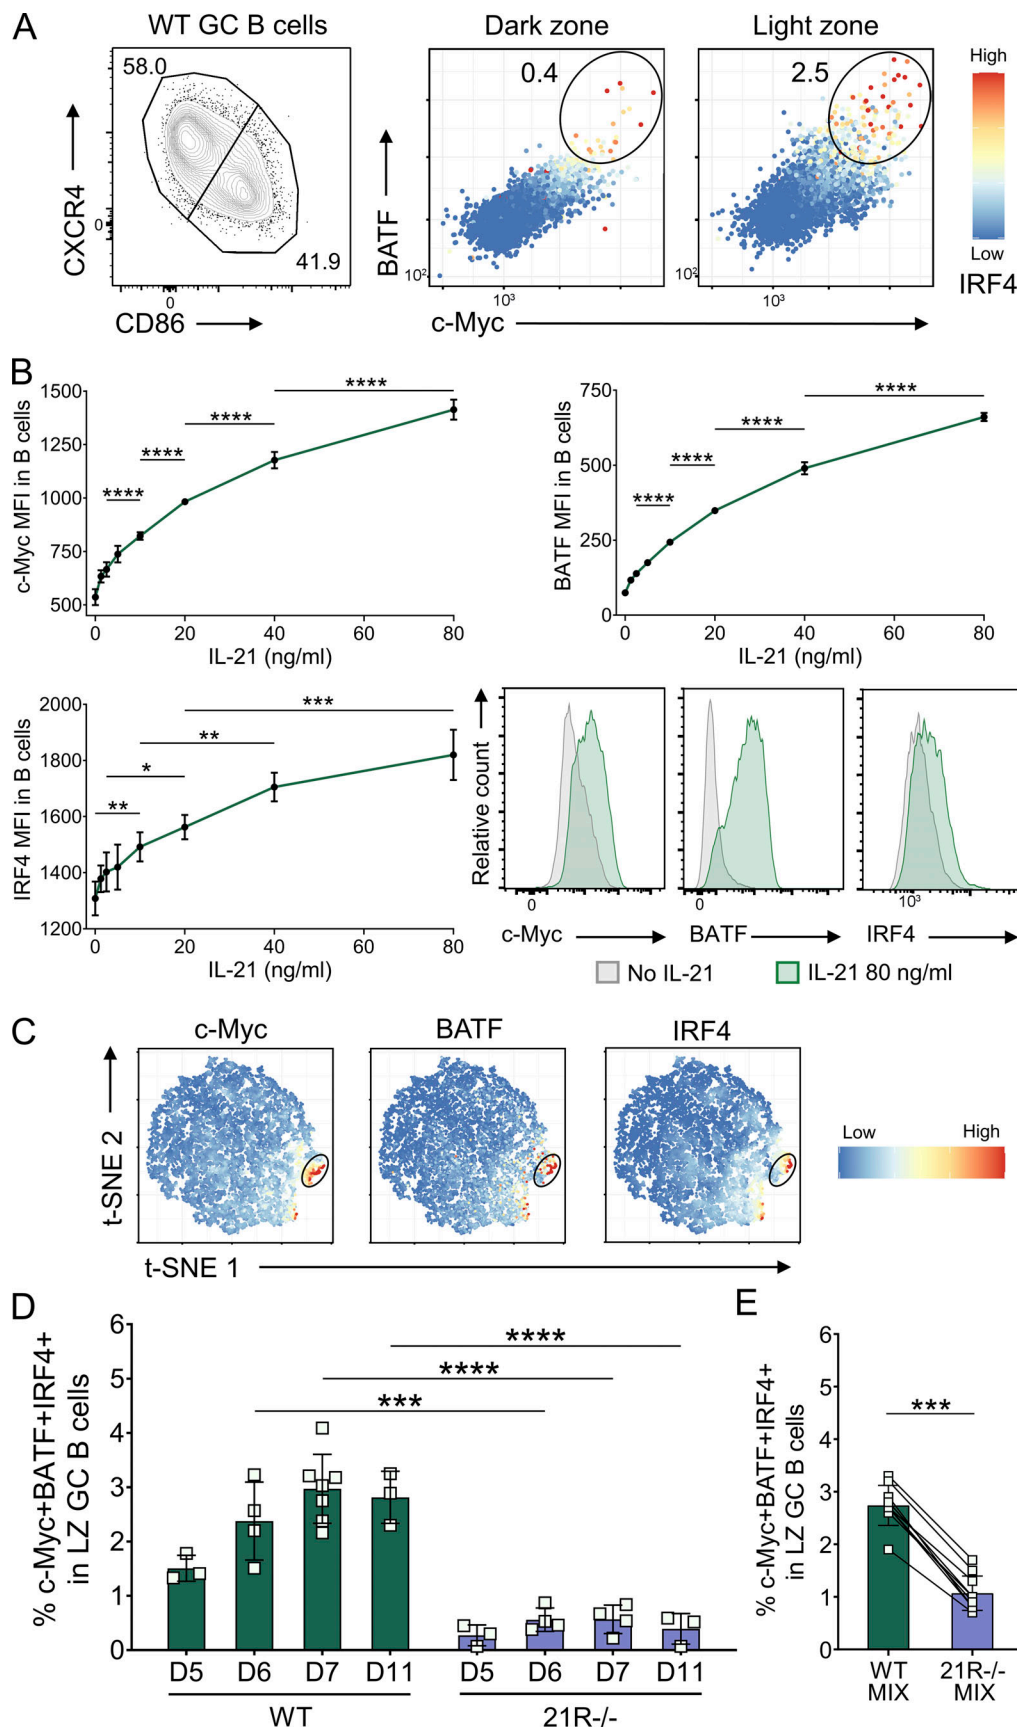 A
WT GC B cells
Dark zone
Light zone
58.0
41.9
CXCR4
0
0
CD86
0.4
2.5
BATF
10²
10³
10²
10³
c-Myc
High
Low
IRF4
B
c-Myc MFI in B cells
1500
1250
1000
750
500
****
****
****
****
0 20 40 60 80
IL-21 (ng/ml)
BATF MFI in B cells
750
500
250
0
****
****
****
****
0 20 40 60 80
IL-21 (ng/ml)
IRF4 MFI in B cells
2000
1800
1600
1400
1200
***
**
*
**
0 20 40 60 80
IL-21 (ng/ml)
Relative count
0
0
10³
c-Myc
BATF
IRF4
No IL-21
IL-21 80 ng/ml
C
c-Myc
BATF
IRF4
t-SNE 2
t-SNE 1
Low
High
D
% c-Myc+BATF+IRF4+
in LZ GC B cells
6
5
4
3
2
1
0
****
****
***
D5 D6 D7 D11 D5 D6 D7 D11
WT
21R-/-
E
% c-Myc+BATF+IRF4+
in LZ GC B cells
6
5
4
3
2
1
0
***
WT
MIX
21R-/-
MIX